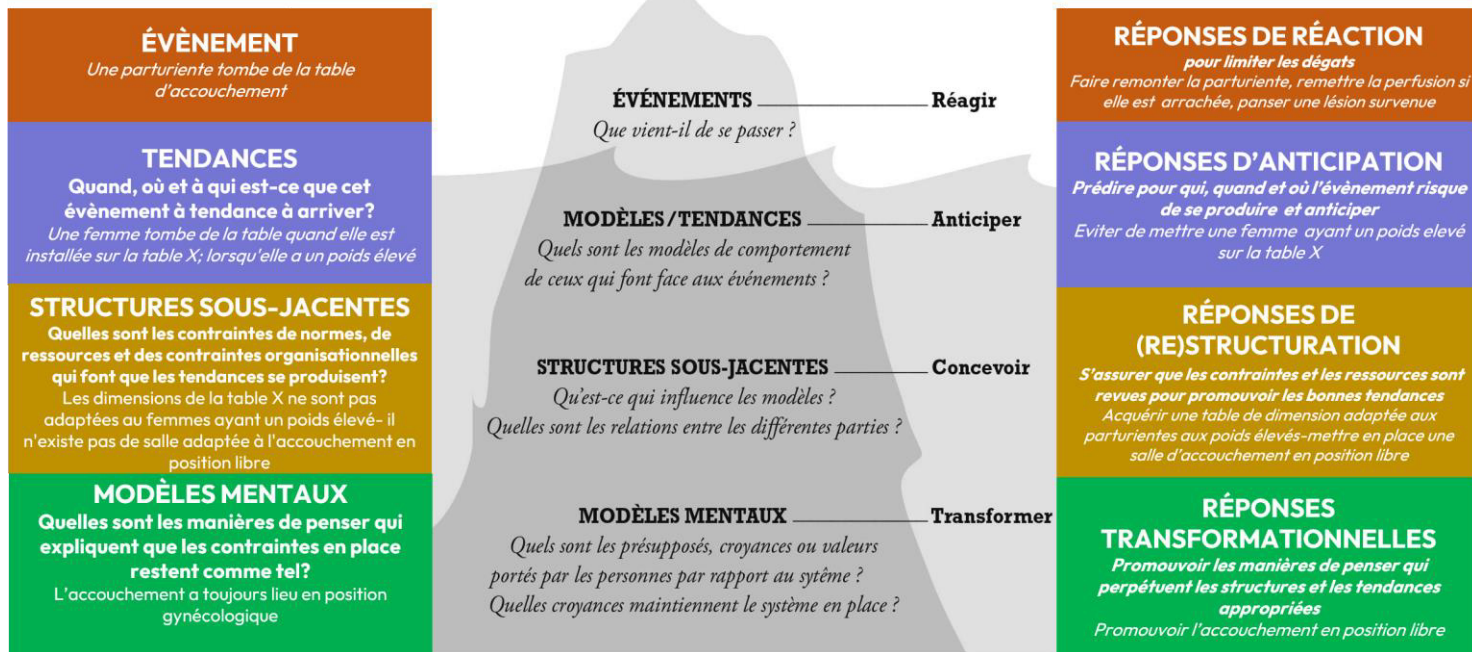 ÉVÈNEMENT
Une parturiente tombe de la table
d'accouchement
TENDANCES
Quand, où et à qui est-ce que cet
évènement à tendance à arriver?
Une femme tombe de la table quand elle est
installée sur la table X; lorsqu'elle a un poids élevé
STRUCTURES SOUS-JACENTES
Quelles sont les contraintes de normes, de
ressources et des contraintes organisationnelles
qui font que les tendances se produisent?
Les dimensions de la table X ne sont pas
adaptées au femmes ayant un poids élevé- il
n'existe pas de salle adaptée à l'accouchement en
position libre
MODÈLES MENTAUX
Quelles sont les manières de penser qui
expliquent que les contraintes en place
restent comme tel?
L'accouchement a toujours lieu en position
gynécologique
ÉVÉNEMENTS Réagir
Que vient-il de se passer ?
MODÈLES/TENDANCES Anticiper
Quels sont les modèles de comportement
de ceux qui font face aux événements ?
STRUCTURES SOUS-JACENTES Concevoir
Qu'est-ce qui influence les modèles ?
Quelles sont les relations entre les différentes parties ?
MODÈLES MENTAUX Transformer
Quels sont les présupposés, croyances ou valeurs
portés par les personnes par rapport au sytème ?
Quelles croyances maintiennent le système en place ?
RÉPONSES DE RÉACTION
pour limiter les dégats
Faire remonter la parturiente, remettre la perfusion si
elle est arrachée, panser une lésion survenue
RÉPONSES D'ANTICIPATION
Prédire pour qui, quand et où l'évènement risque
de se produire et anticiper
Eviter de mettre une femme ayant un poids elevé
sur la table X
RÉPONSES DE
(RE)STRUCTURATION
S'assurer que les contraintes et les ressources sont
revues pour promouvoir les bonnes tendances
Acquérir une table de dimension adaptée aux
parturientes aux poids élevés-mettre en place une
salle d'accouchement en position libre
RÉPONSES
TRANSFORMATIONNELLES
Promouvoir les manières de penser qui
perpétuent les structures et les tendances
appropriées
Promouvoir l'accouchement en position libre